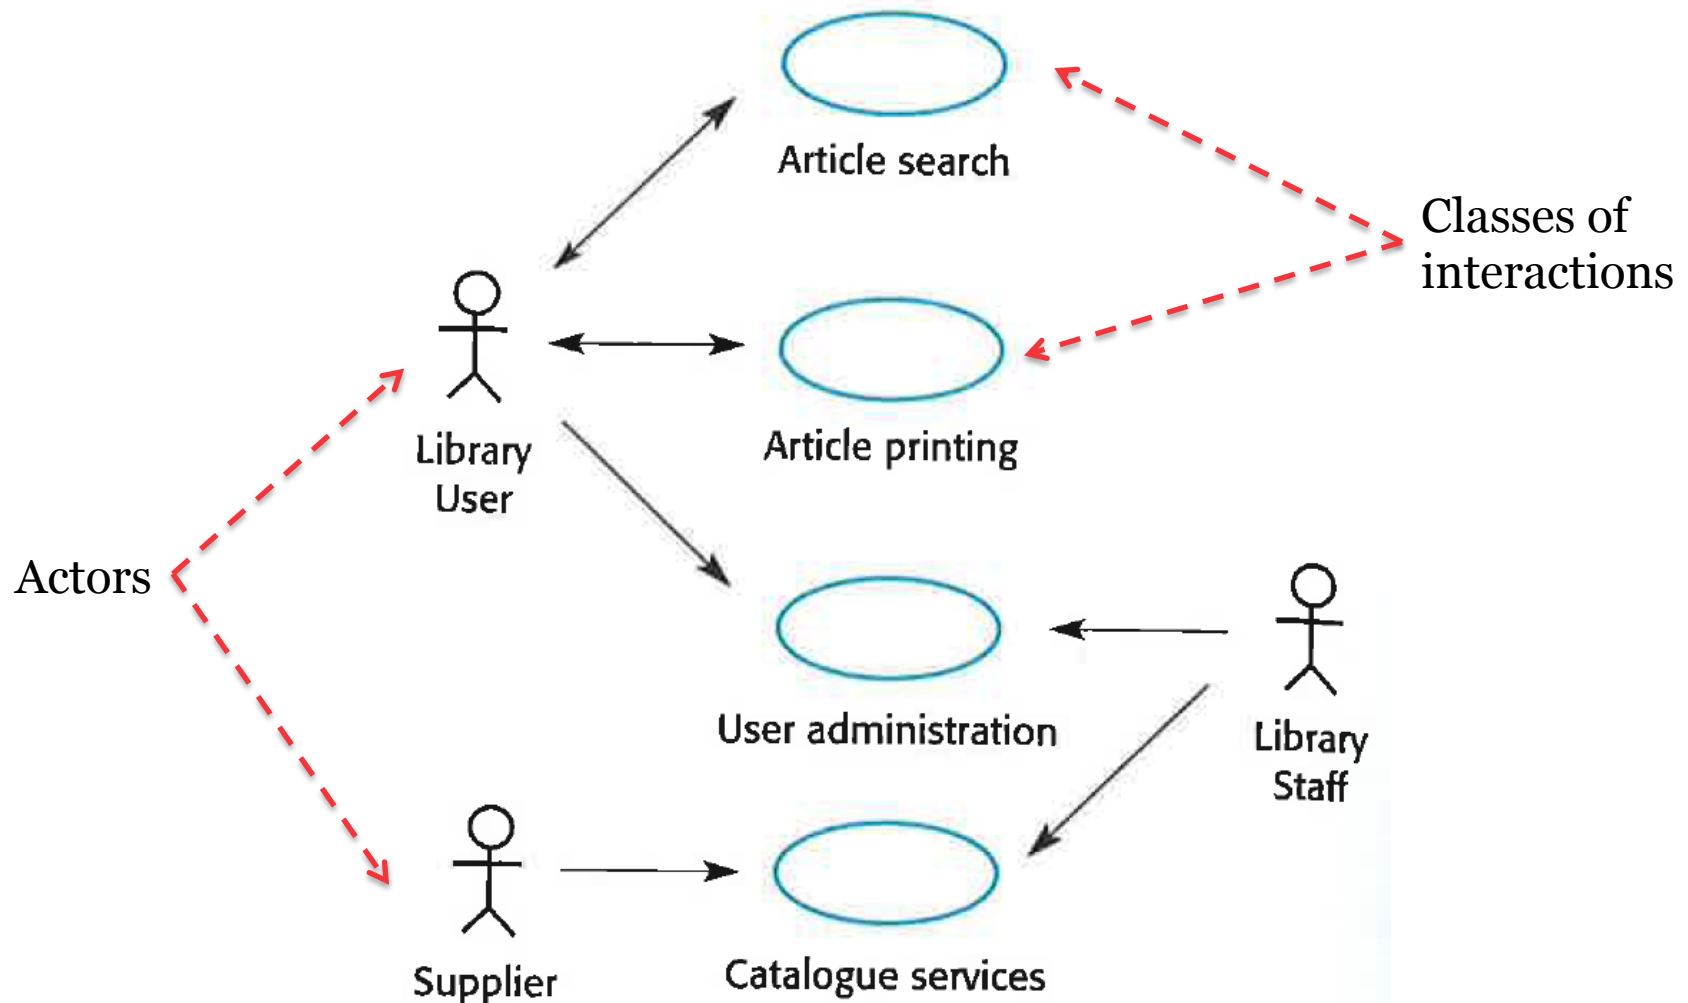 Article search
Classes of
interactions
Article printing
Library
User
Actors
User administration
Library
Staff
Supplier
Catalogue services